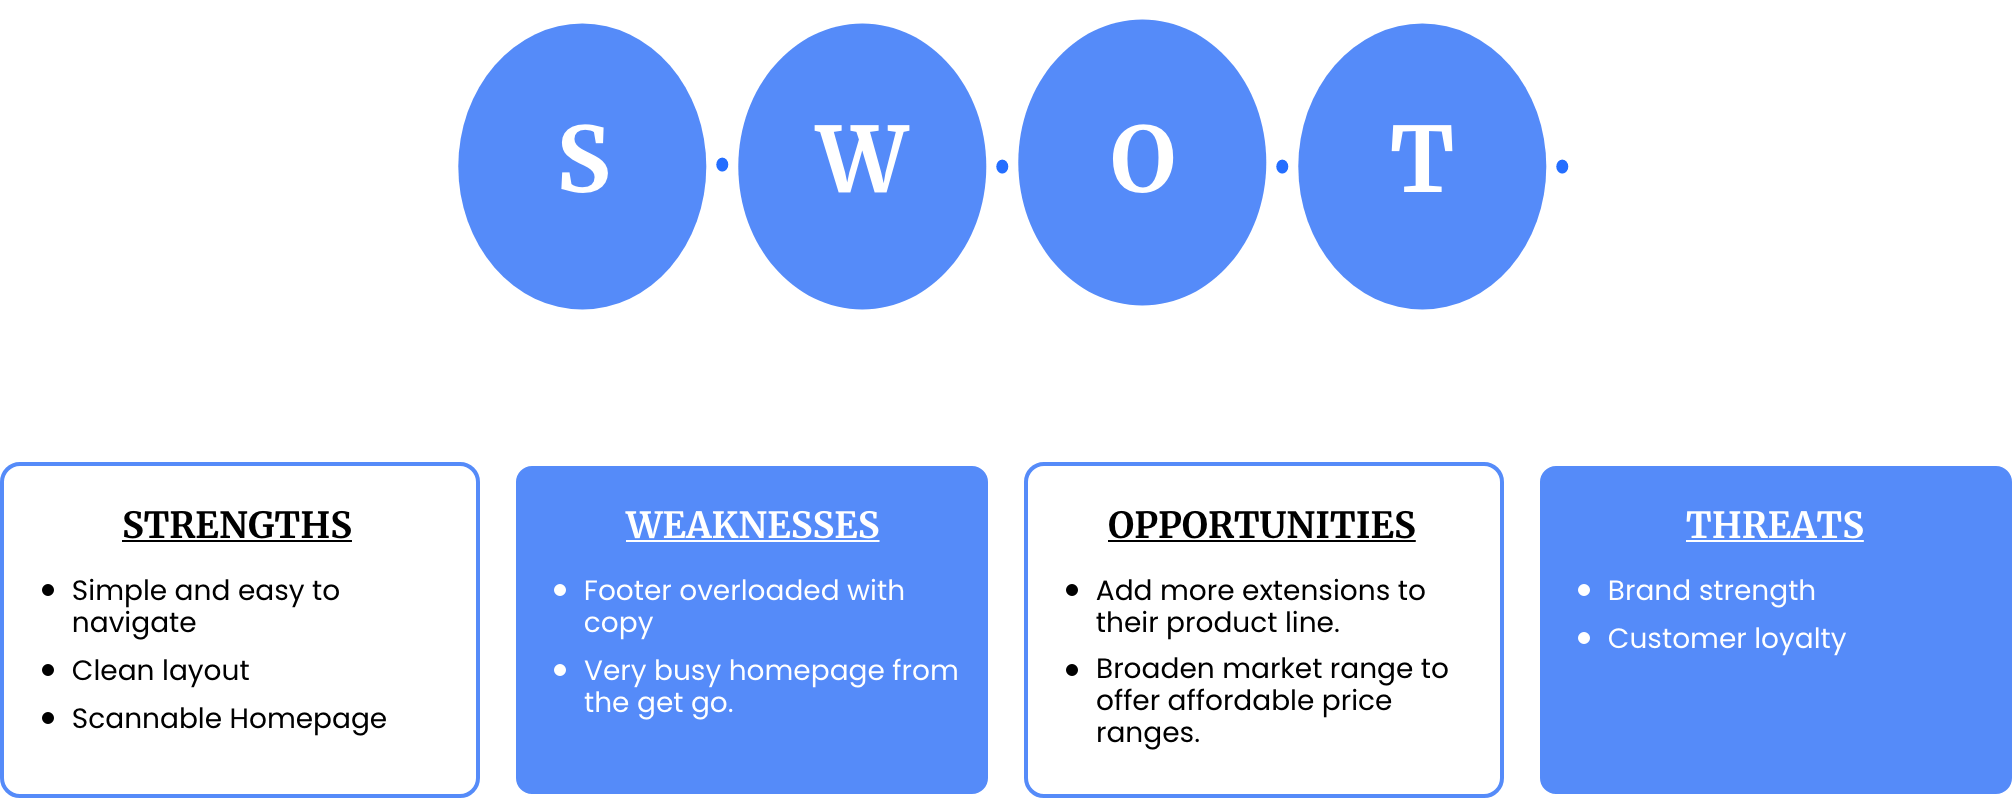 S • W • O • T •
STRENGTHS
• Simple and easy to
navigate
• Clean layout
• Scannable Homepage
WEAKNESSES
• Footer overloaded with
copy
• Very busy homepage from
the get go.
OPPORTUNITIES
• Add more extensions to
their product line.
• Broaden market range to
offer affordable price
ranges.
THREATS
• Brand strength
• Customer loyalty